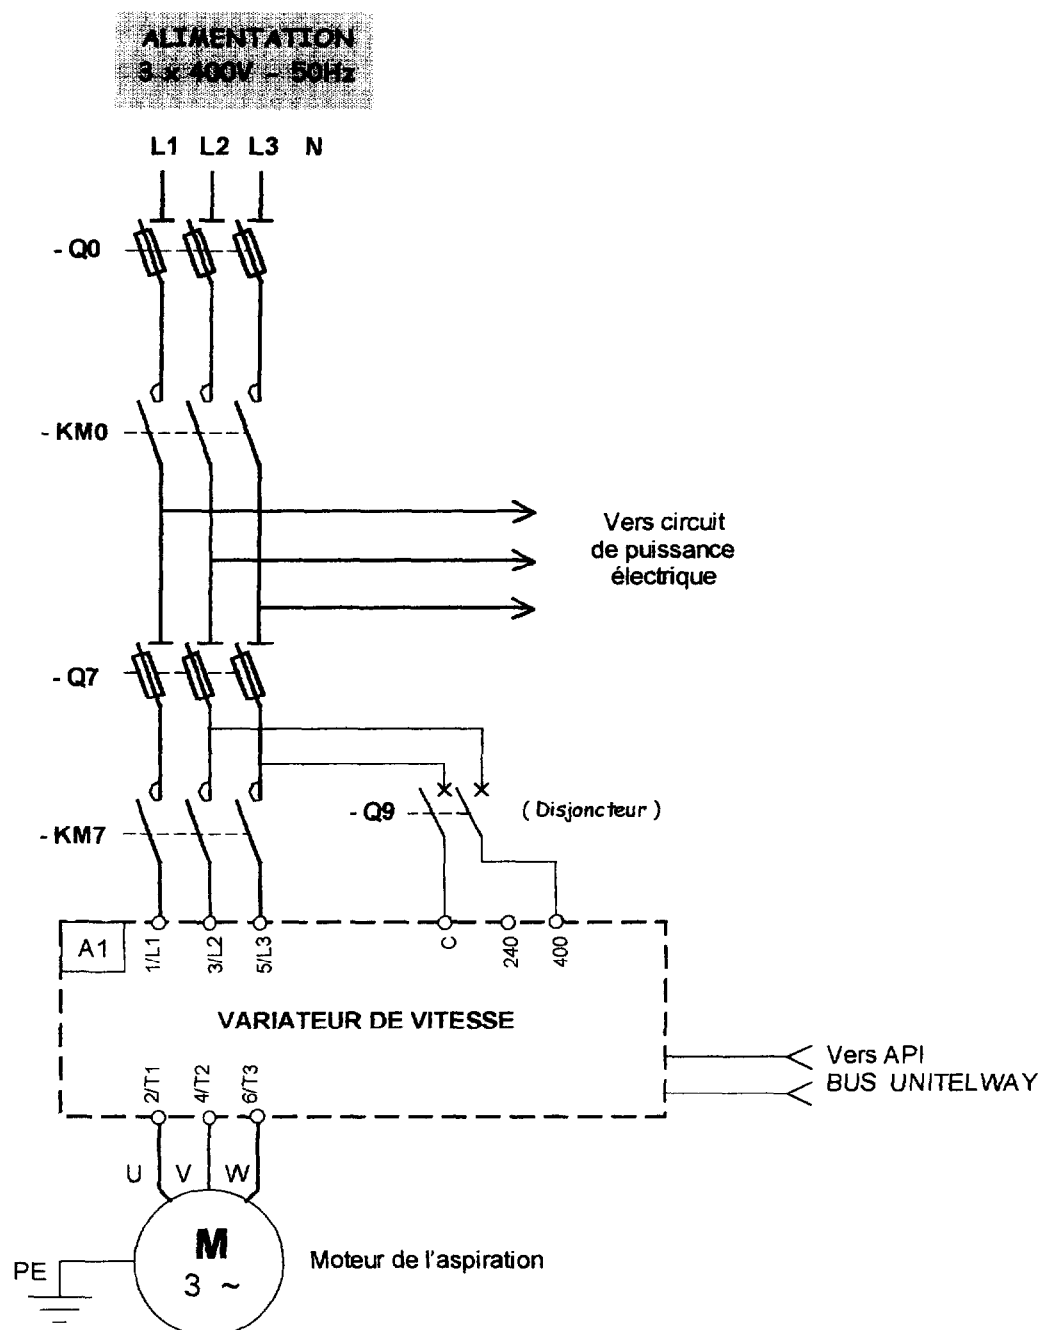 ALIMENTATION
3 x 400V - 50Hz
L1 L2 L3 N
- Q0
- KM0
Vers circuit
de puissance
électrique
- Q7
- Q9
(Disjoncteur)
- KM7
A1
1/L1
3/L2
5/L3
C
240
400
VARIATEUR DE VITESSE
Vers API
BUS UNITELWAY
2/T1
4/T2
6/T3
U V W
M
3 ~
Moteur de l'aspiration
PE